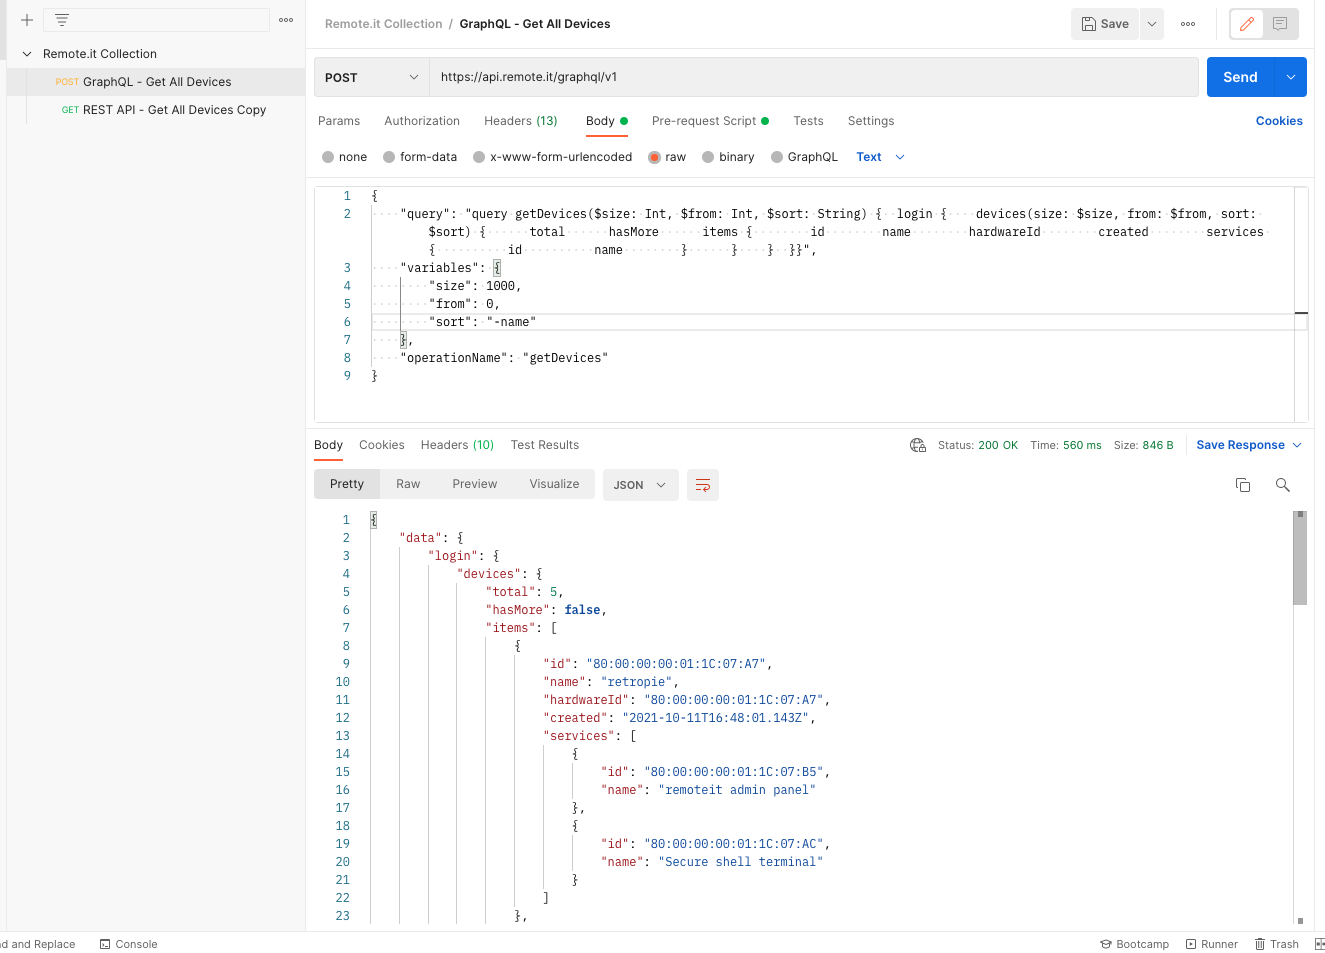 Remote.it Collection / GraphQL - Get All Devices
Save
Remote.it Collection
POST GraphQL - Get All Devices
GET REST API - Get All Devices Copy
POST
https://api.remote.it/graphql/v1
Send
Params Authorization Headers (13) Body Pre-request Script Tests Settings Cookies
none form-data x-www-form-urlencoded raw binary GraphQL Text
1 {
2 "query": "query getDevices($size: Int, $from: Int, $sort: String) { login { devices(size: $size, from: $from, sort:
$sort) { total hasMore items { id name hardwareId created services
{ id name } } } }}",
3 "variables": {
4 "size": 1000,
5 "from": 0,
6 "sort": "-name"
7 },
8 "operationName": "getDevices"
9 }
Body Cookies Headers (10) Test Results Status: 200 OK Time: 560 ms Size: 846 B Save Response
Pretty Raw Preview Visualize JSON
1 {
2 "data": {
3 "login": {
4 "devices": {
5 "total": 5,
6 "hasMore": false,
7 "items": [
8 {
9 "id": "80:00:00:00:01:1C:07:A7",
10 "name": "retropie",
11 "hardwareId": "80:00:00:00:01:1C:07:A7",
12 "created": "2021-10-11T16:48:01.143Z",
13 "services": [
14 {
15 "id": "80:00:00:00:01:1C:07:B5",
16 "name": "remoteit admin panel"
17 },
18 {
19 "id": "80:00:00:00:01:1C:07:AC",
20 "name": "Secure shell terminal"
21 }
22 ]
23 },
d and Replace Console Bootcamp Runner Trash